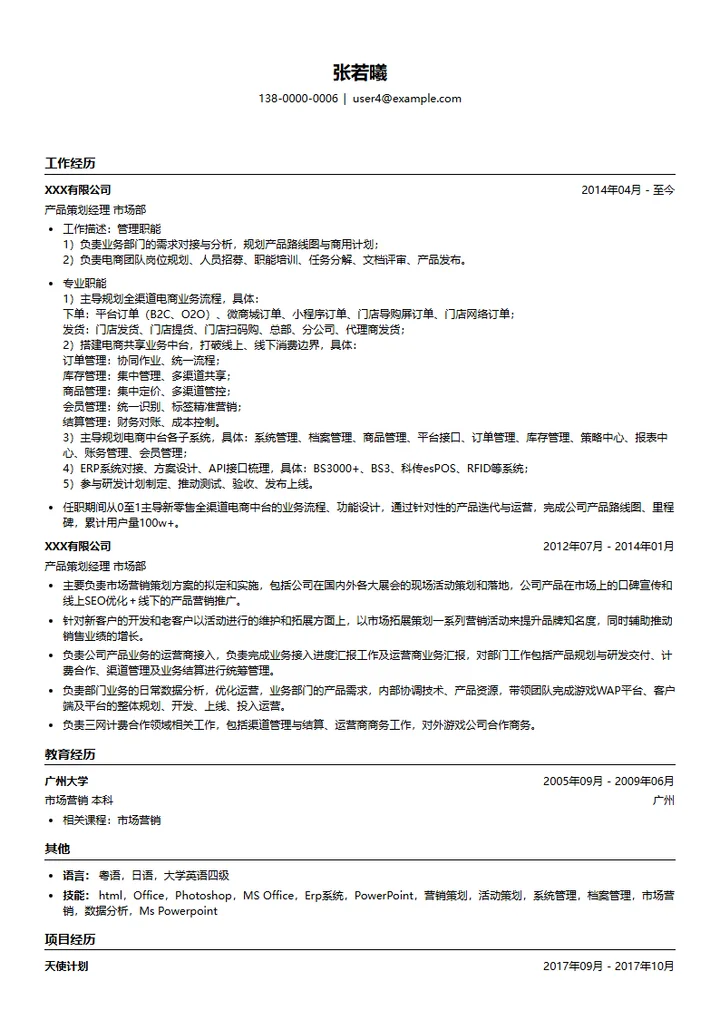 张若曦
138-0000-0006 | user4@example.com
工作经历
XXX有限公司 2014年04月 - 至今
产品策划经理 市场部
• 工作描述：管理职能
1）负责业务部门的需求对接与分析，规划产品路线图与商用计划；
2）负责电商团队岗位规划、人员招募、职能培训、任务分解、文档评审、产品发布。
• 专业职能
1）主导规划全渠道电商业务流程，具体：
下单：平台订单（B2C、O2O）、微商城订单、小程序订单、门店导购屏订单、门店网络订单；
发货：门店发货、门店提货、门店扫码购、总部、分公司、代理商发货；
2）搭建电商共享业务中台，打破线上、线下消费边界，具体：
订单管理：协同作业、统一流程；
库存管理：集中管理、多渠道共享；
商品管理：集中定价、多渠道管控；
会员管理：统一识别、标签精准营销；
结算管理：财务对账、成本控制。
3）主导规划电商中台各子系统，具体：系统管理、档案管理、商品管理、平台接口、订单管理、库存管理、策略中心、报表中
心、账务管理、会员管理；
4）ERP系统对接、方案设计、API接口梳理，具体：BS3000+、BS3、科传esPOS、RFID等系统；
5）参与研发计划制定、推动测试、验收、发布上线。
• 任职期间从0至1主导新零售全渠道电商中台的业务流程、功能设计，通过针对性的产品迭代与运营，完成公司产品路线图、里程
碑，累计用户量100w+。
XXX有限公司 2012年07月 - 2014年01月
产品策划经理 市场部
• 主要负责市场营销策划方案的拟定和实施，包括公司在国内外各大展会的现场活动策划和落地，公司产品在市场上的口碑宣传和
线上SEO优化＋线下的产品营销推广。
• 针对新客户的开发和老客户以活动进行的维护和拓展方面上，以市场拓展策划一系列营销活动来提升品牌知名度，同时辅助推动
销售业绩的增长。
• 负责公司产品业务的运营商接入，负责完成业务接入进度汇报工作及运营商业务汇报，对部门工作包括产品规划与研发交付、计
费合作、渠道管理及业务结算进行统筹管理。
• 负责部门业务的日常数据分析，优化运营，业务部门的产品需求，内部协调技术、产品资源，带领团队完成游戏WAP平台、客户
端及平台的整体规划、开发、上线、投入运营。
• 负责三网计费合作领域相关工作，包括渠道管理与结算、运营商商务工作，对外游戏公司合作商务。
教育经历
广州大学 2005年09月 - 2009年06月
市场营销 本科 广州
• 相关课程：市场营销
其他
• 语言： 粤语，日语，大学英语四级
• 技能： html，Office，Photoshop，MS Office，Erp系统，PowerPoint，营销策划，活动策划，系统管理，档案管理，市场营
销，数据分析，Ms Powerpoint
项目经历
天使计划 2017年09月 - 2017年10月